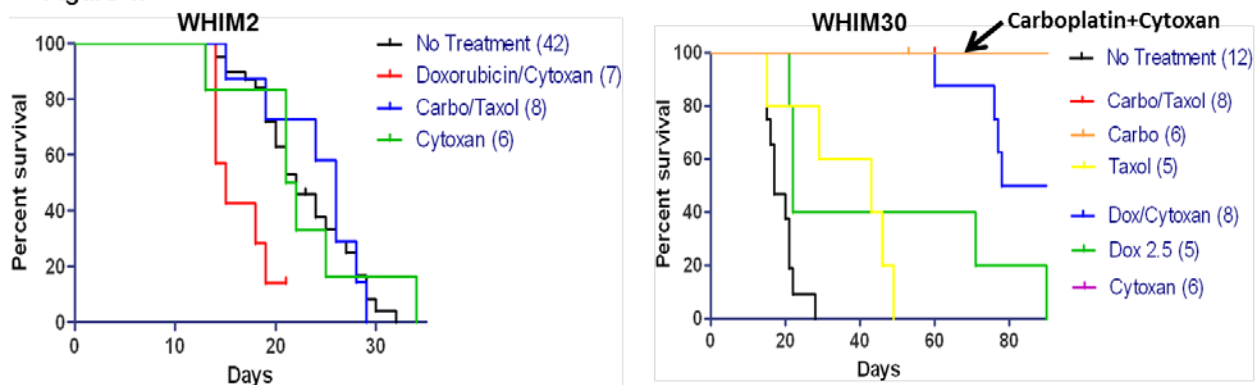 WHIM2
100
80
60
40
20
0
Percent survival
0 10 20 30
Days
No Treatment (42)
Doxorubicin/Cytoxan (7)
Carbo/Taxol (8)
Cytoxan (6)
WHIM30
Carboplatin+Cytoxan
100
80
60
40
20
0
Percent survival
0 20 40 60 80
Days
No Treatment (12)
Carbo/Taxol (8)
Carbo (6)
Taxol (5)
Dox/Cytoxan (8)
Dox 2.5 (5)
Cytoxan (6)